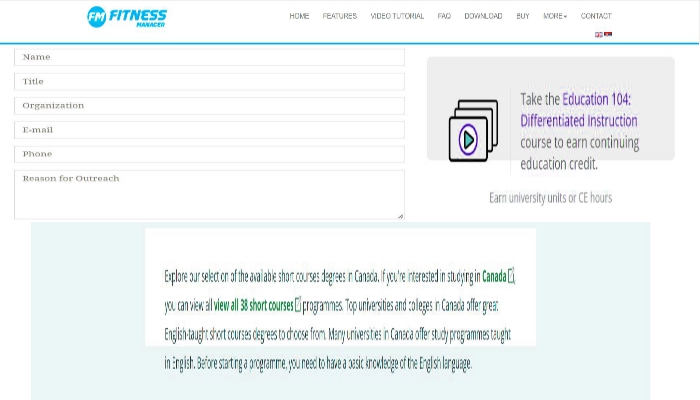 FM FITNESS
MANAGER
HOME FEATURES VIDEO TUTORIAL FAQ DOWNLOAD BUY MORE CONTACT
Name
Title
Organization
E-mail
Phone
Reason for Outreach
Take the Education 104:
Differentiated Instruction
course to earn continuing
education credit.
Earn university units or CE hours
Explore our selection of the available short courses degrees in Canada. If you're interested in studying in Canada,
you can view all view all 38 short courses programmes. Top universities and colleges in Canada offer great
English-taught short courses degrees to choose from. Many universities in Canada offer study programmes taught
in English. Before starting a programme, you need to have a basic knowledge of the English language.